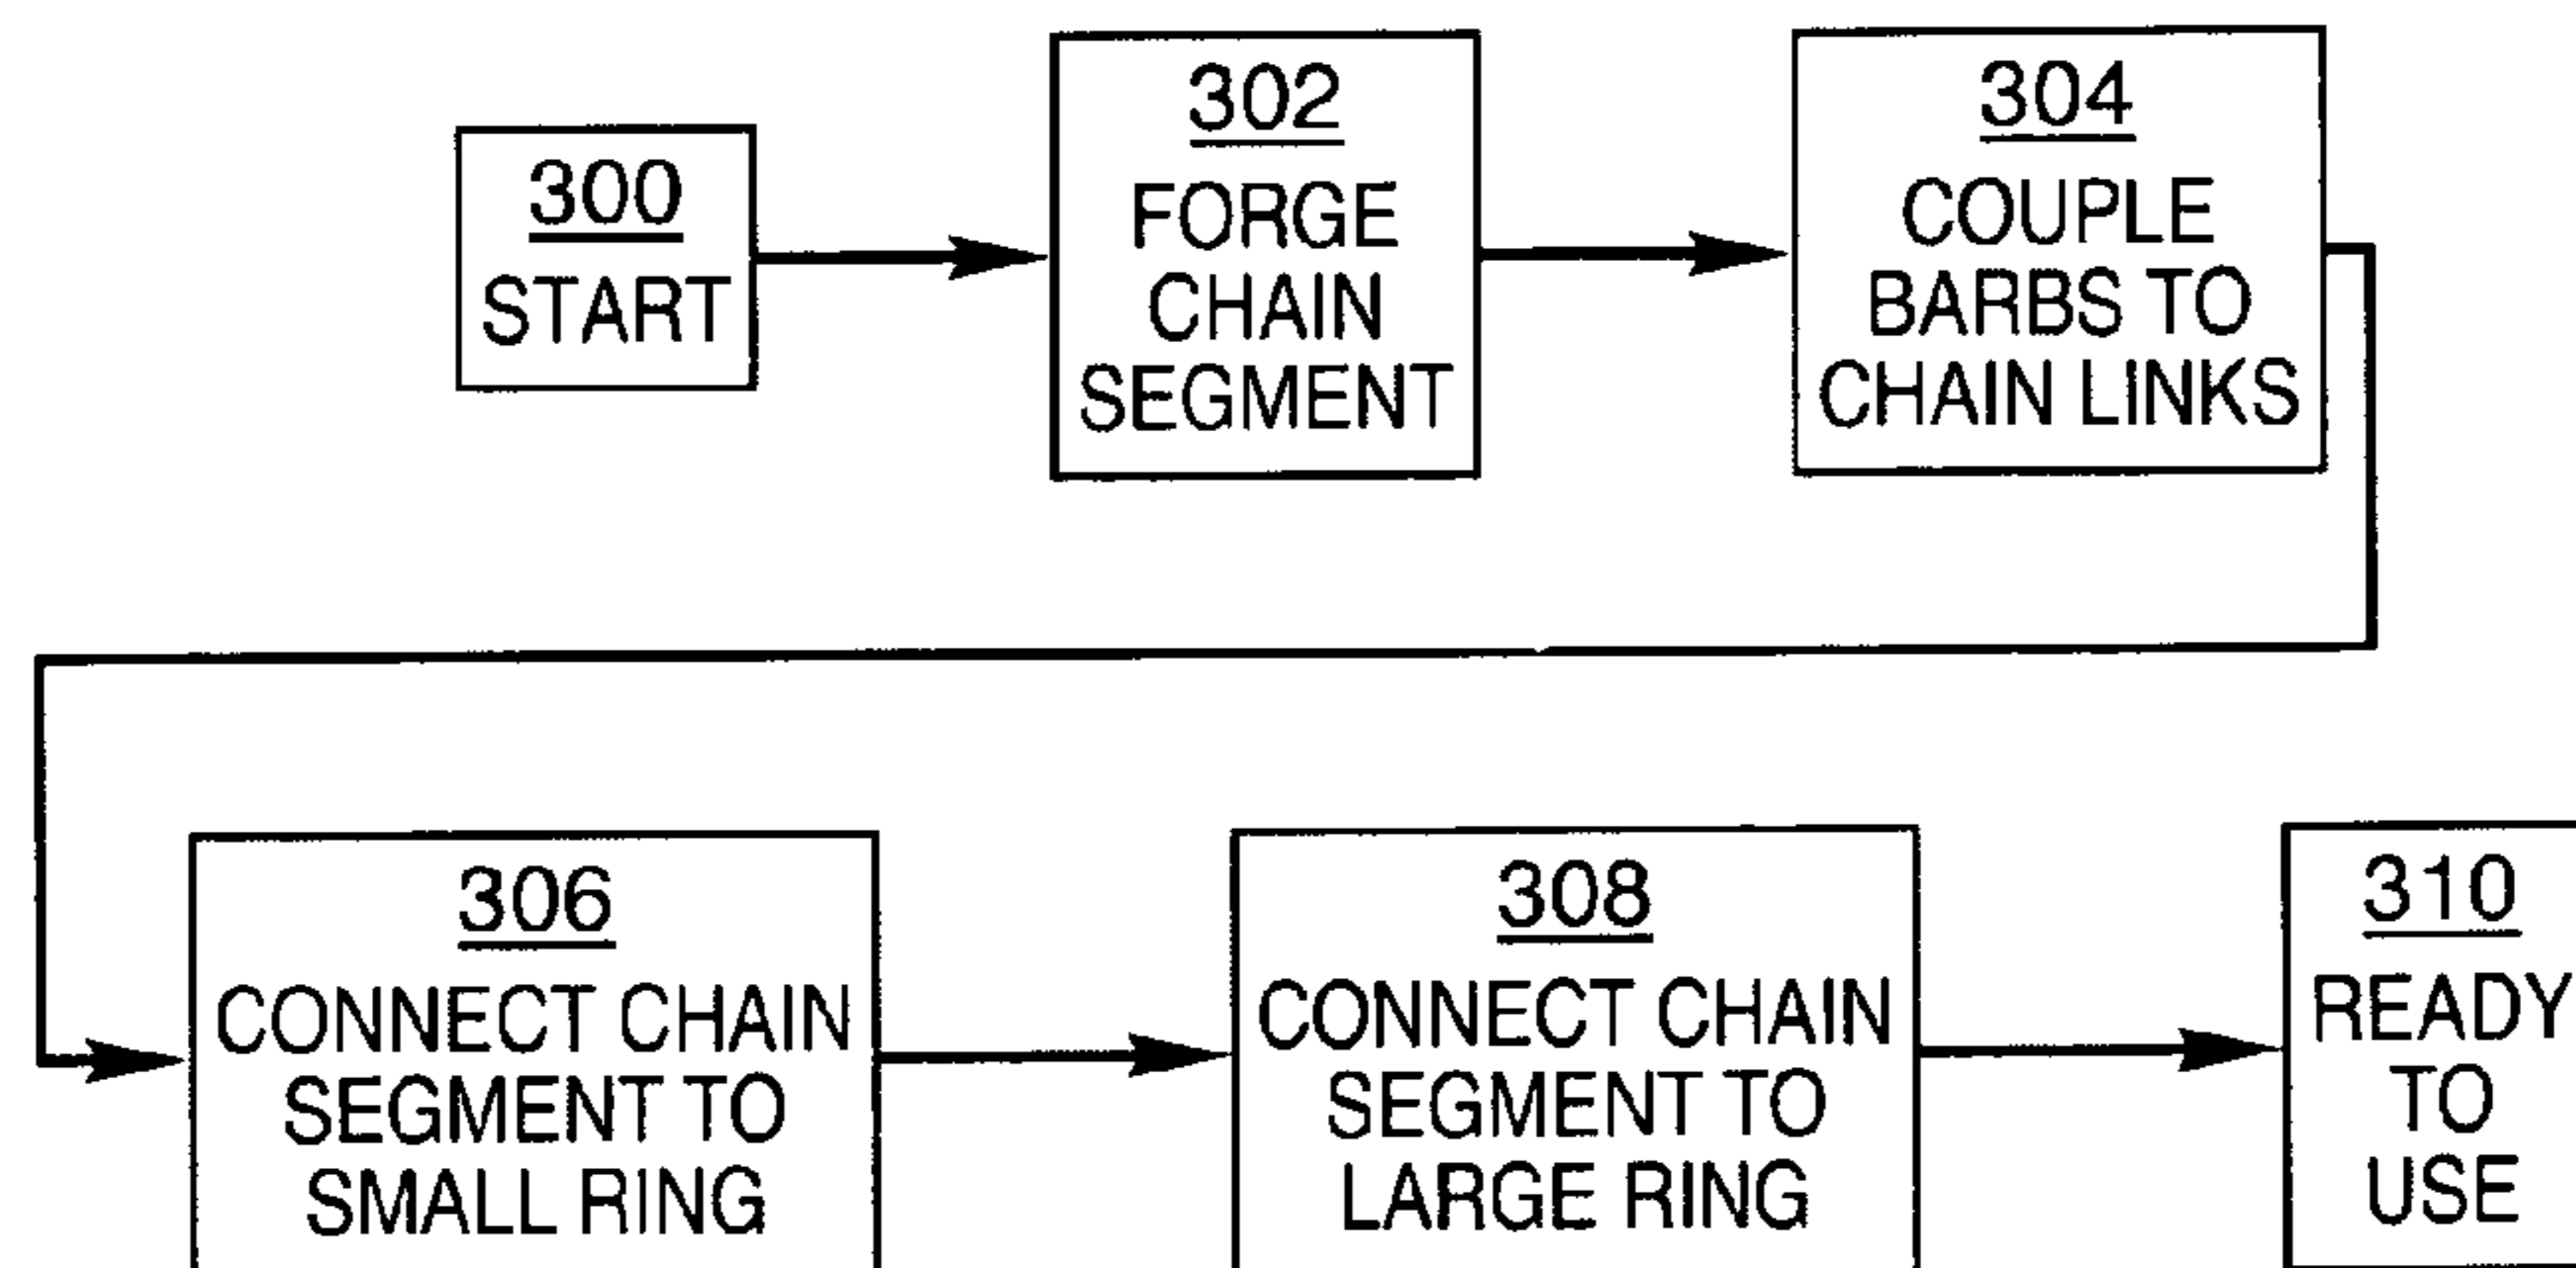 300
START
302
FORGE
CHAIN
SEGMENT
304
COUPLE
BARBS TO
CHAIN LINKS
306
CONNECT CHAIN
SEGMENT TO
SMALL RING
308
CONNECT CHAIN
SEGMENT TO
LARGE RING
310
READY
TO
USE